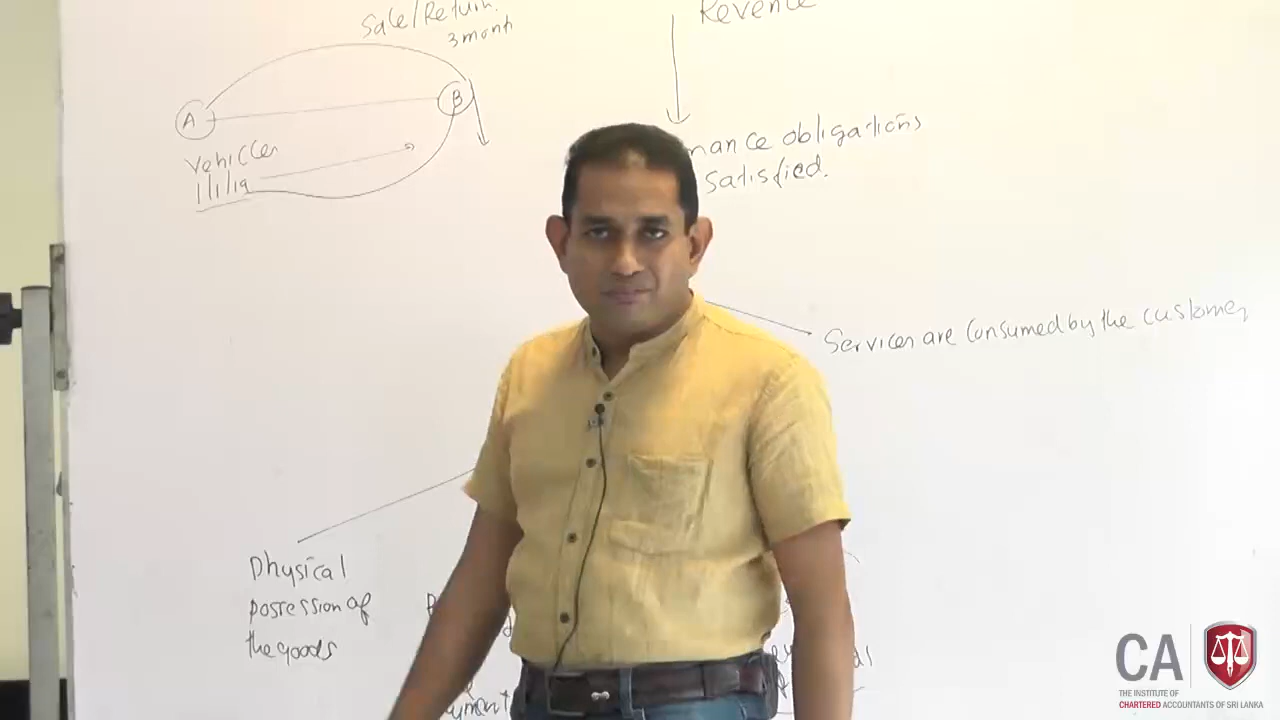 Sale/Return.
3 month
Revence
A
B
Vehicles
1/1/19
mance obligations
satisfied.
Services are Consumed by the customer
Physical
possession of
the goods
CA
THE INSTITUTE OF
CHARTERED ACCOUNTANTS OF SRI LANKA